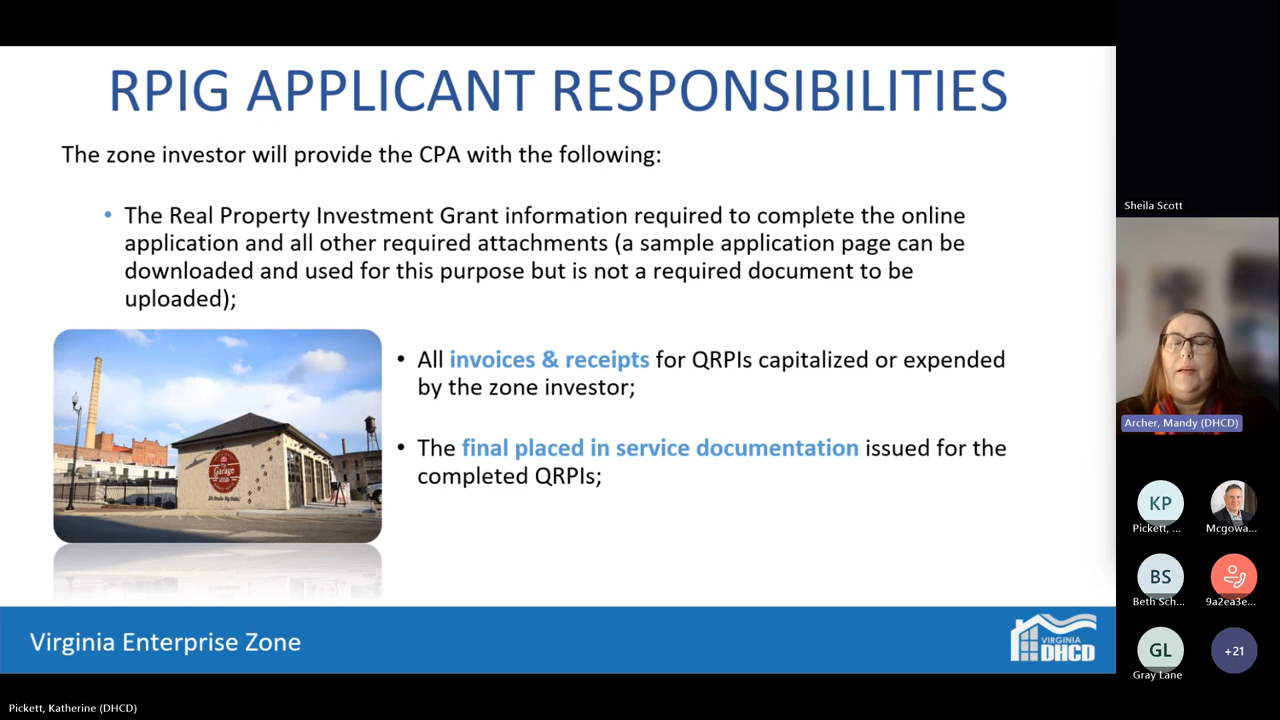 RPIG APPLICANT RESPONSIBILITIES
The zone investor will provide the CPA with the following:
• The Real Property Investment Grant information required to complete the online
application and all other required attachments (a sample application page can be
downloaded and used for this purpose but is not a required document to be
uploaded);
• All invoices & receipts for QRPIs capitalized or expended
by the zone investor;
• The final placed in service documentation issued for the
completed QRPIs;
Garage
Virginia Enterprise Zone
VIRGINIA
DHCD
Sheila Scott
Archer, Mandy (DHCD)
KP
Pickett, ...
Mcgowa...
BS
Beth Sch...
9a2ea3e...
GL
Gray Lane
+21
Pickett, Katherine (DHCD)